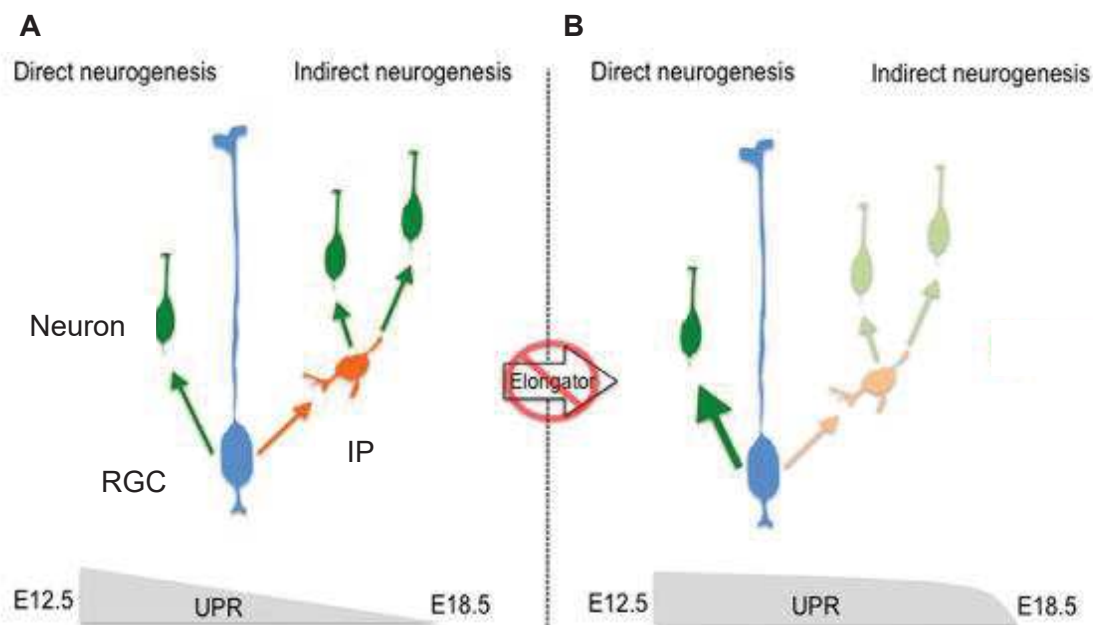 A
B
Direct neurogenesis
Indirect neurogenesis
Direct neurogenesis
Indirect neurogenesis
Neuron
Elongator
IP
RGC
E12.5
UPR
E18.5
E12.5
UPR
E18.5